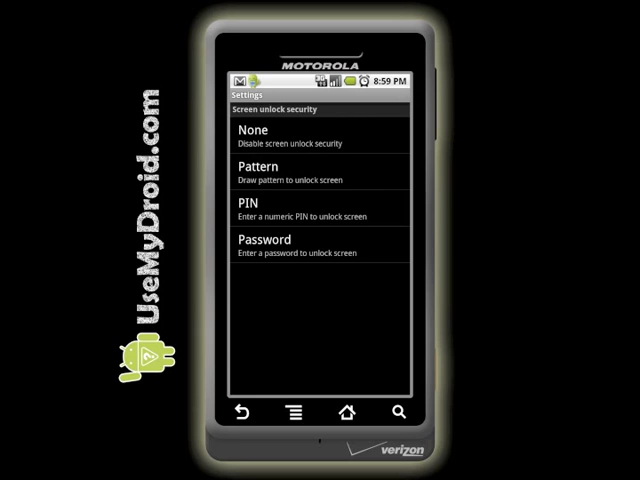 UseMyDroid.com
MOTOROLA
8:59 PM
Settings
Screen unlock security
None
Disable screen unlock security
Pattern
Draw pattern to unlock screen
PIN
Enter a numeric PIN to unlock screen
Password
Enter a password to unlock screen
verizon